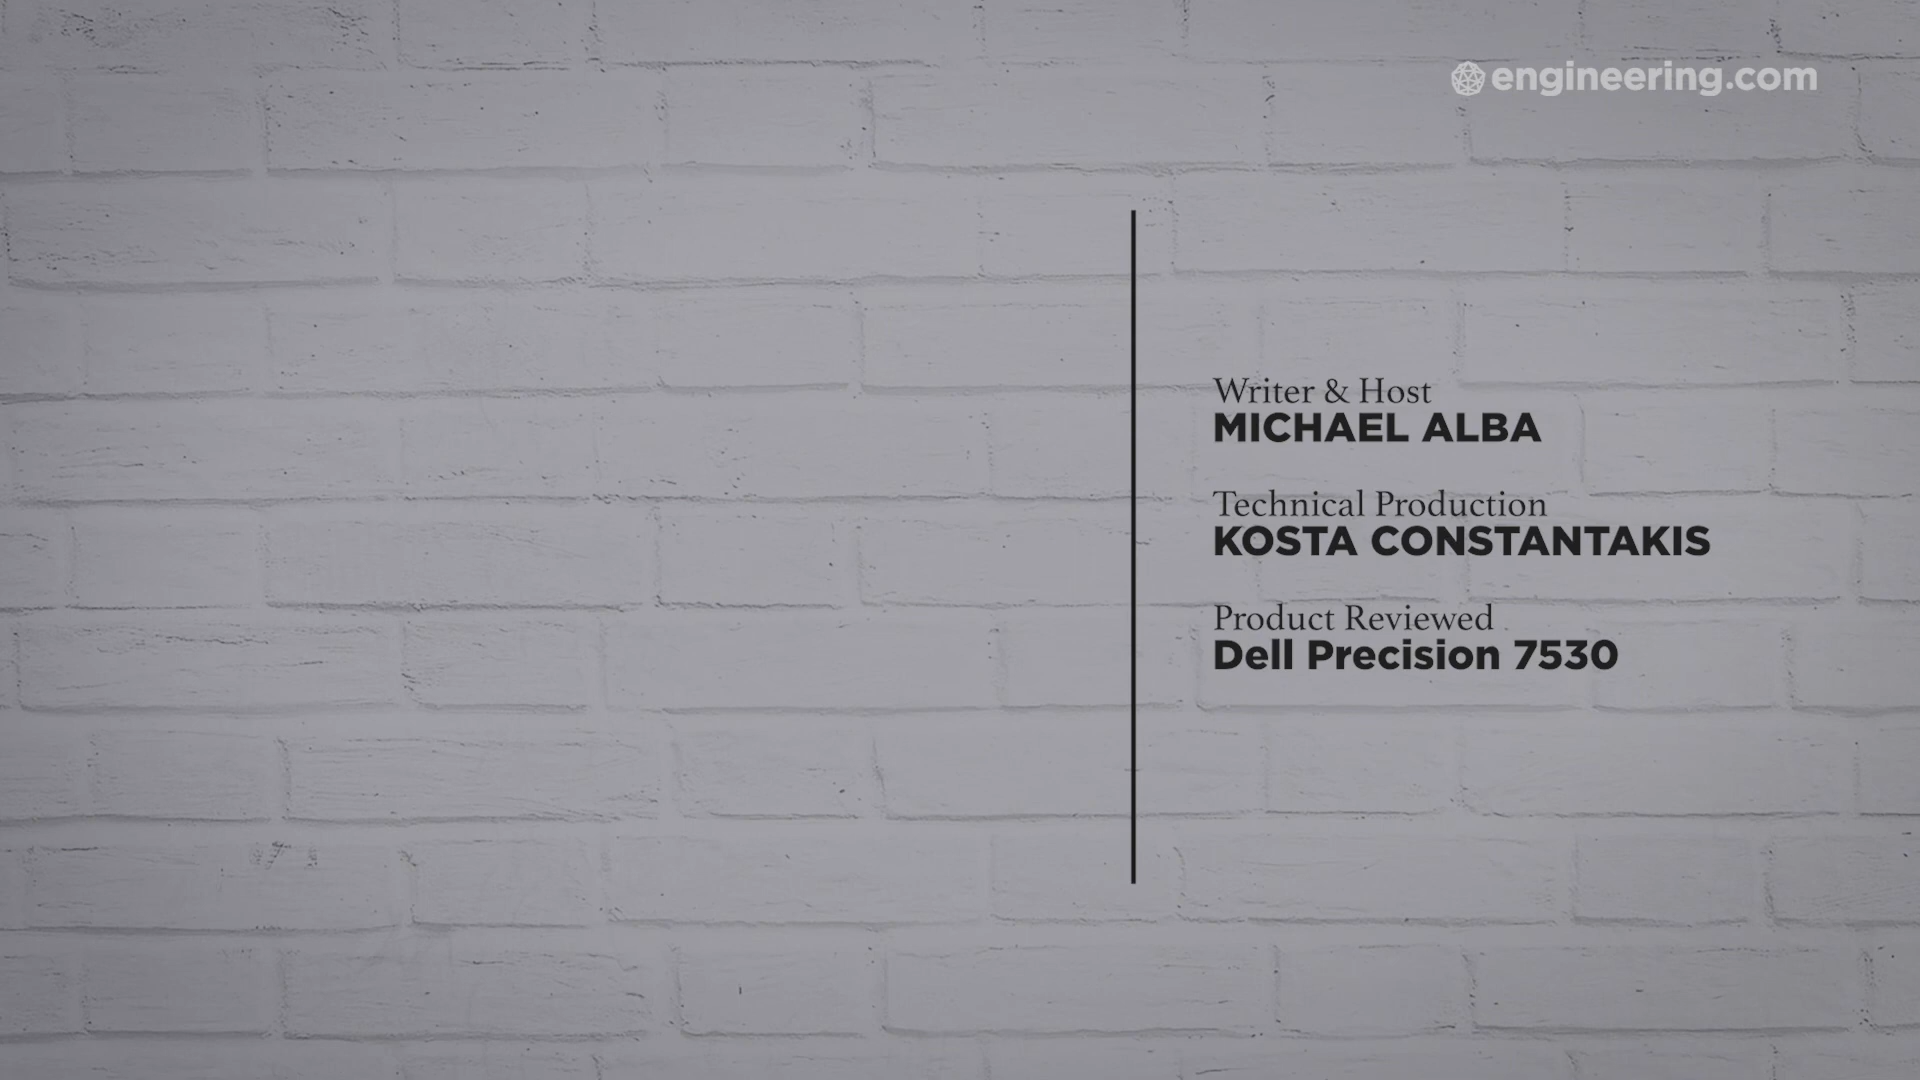 engineering.com
Writer & Host
MICHAEL ALBA
Technical Production
KOSTA CONSTANTAKIS
Product Reviewed
Dell Precision 7530